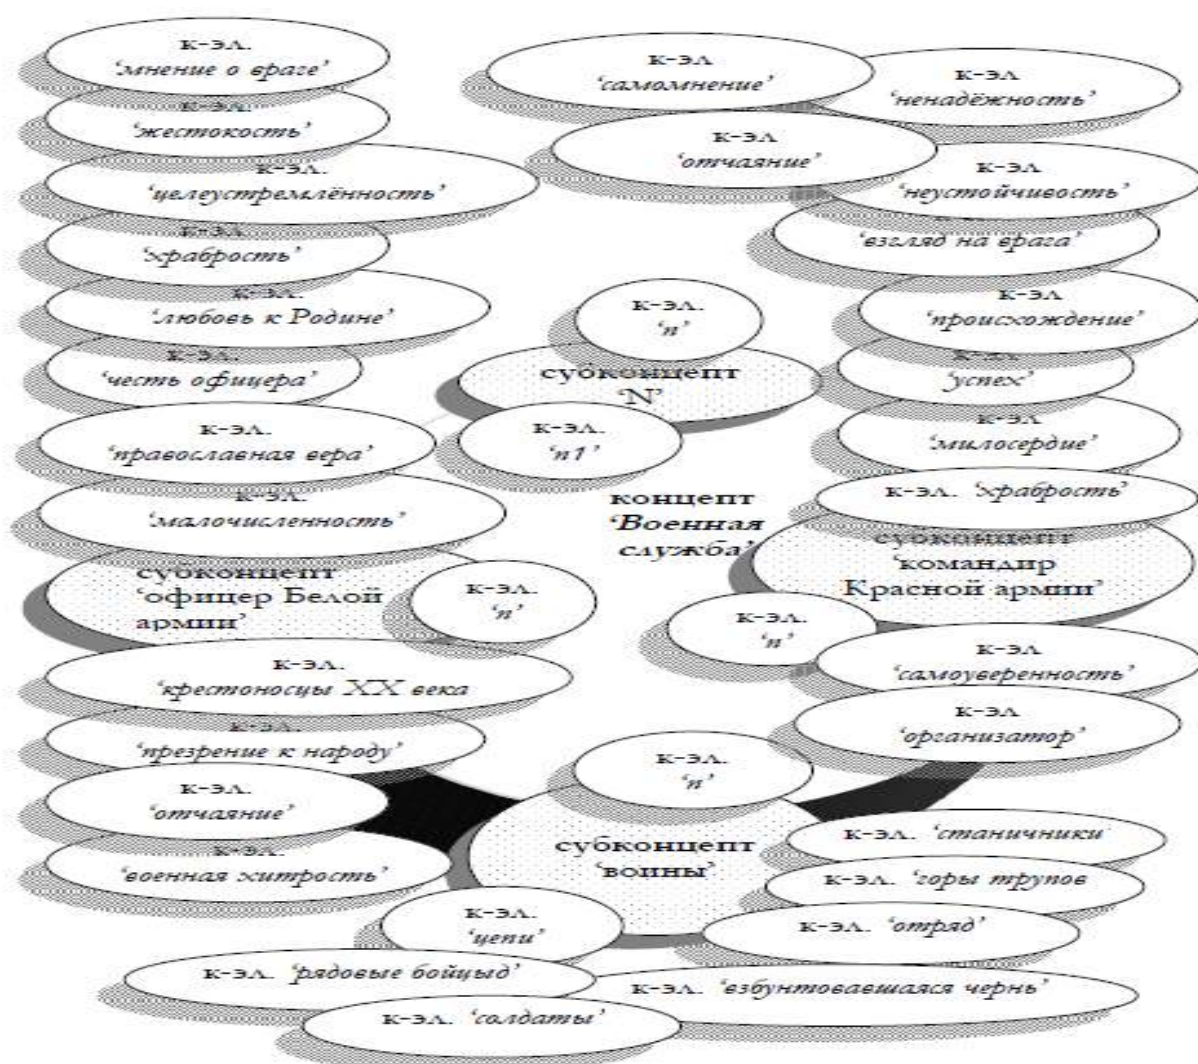 к-эл.
‘мнение о враге’
к-эл.
‘жестокость’
к-эл.
‘целеустремлённость’
к-эл.
‘храбрость’
к-эл.
‘любовь к Родине’
к-эл.
‘честь офицера’
к-эл.
‘православная вера’
к-эл.
‘малочисленность’
субконцепт
‘офицер Белой
армии’
к-эл.
‘п’
к-эл.
‘крестоносцы XX века
к-эл.
‘презрение к народу’
к-эл.
‘отчаяние’
к-эл.
‘военная хитрость’
к-эл
‘самомнение’
к-эл
‘ненадёжность’
к-эл
‘отчаяние’
к-эл
‘неустойчивость’
‘взгляд на врага’
к-эл
‘происхождение’
к-эл
‘успех’
к-эл.
‘милосердие’
к-эл. ‘храбрость’
субконцепт
‘командир
Красной армии’
к-эл.
‘п’
к-эл
‘самоуверенность’
к-эл
‘организатор’
к-эл.
‘п’
субконцепт
‘N’
к-эл.
‘п1’
концепт
‘Военная
служба’
к-эл.
‘п’
субконцепт
‘воины’
к-эл. ‘станичники
к-эл. ‘горы трупов
к-эл. ‘отряд’
к-эл.
‘цепи’
к-эл. ‘рядовые бойцыд’
к-эл. ‘взбунтовавшаяся чернь’
к-эл. ‘солдаты’